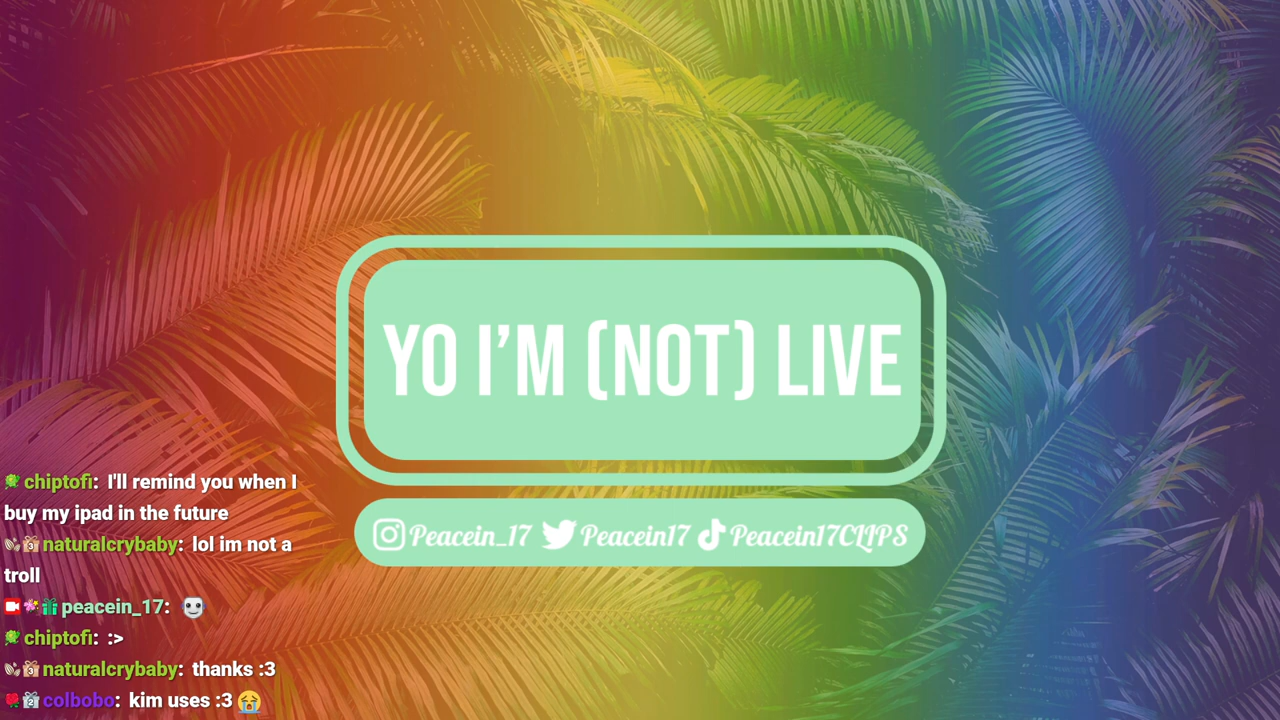 YO I'M (NOT) LIVE
Peacein_17 Peacein17 Peacein17CLIPS
chiptofi: I'll remind you when I
buy my ipad in the future
naturalcrybaby: lol im not a
troll
peacein_17:
chiptofi: :>
naturalcrybaby: thanks :3
colbobo: kim uses :3 😭